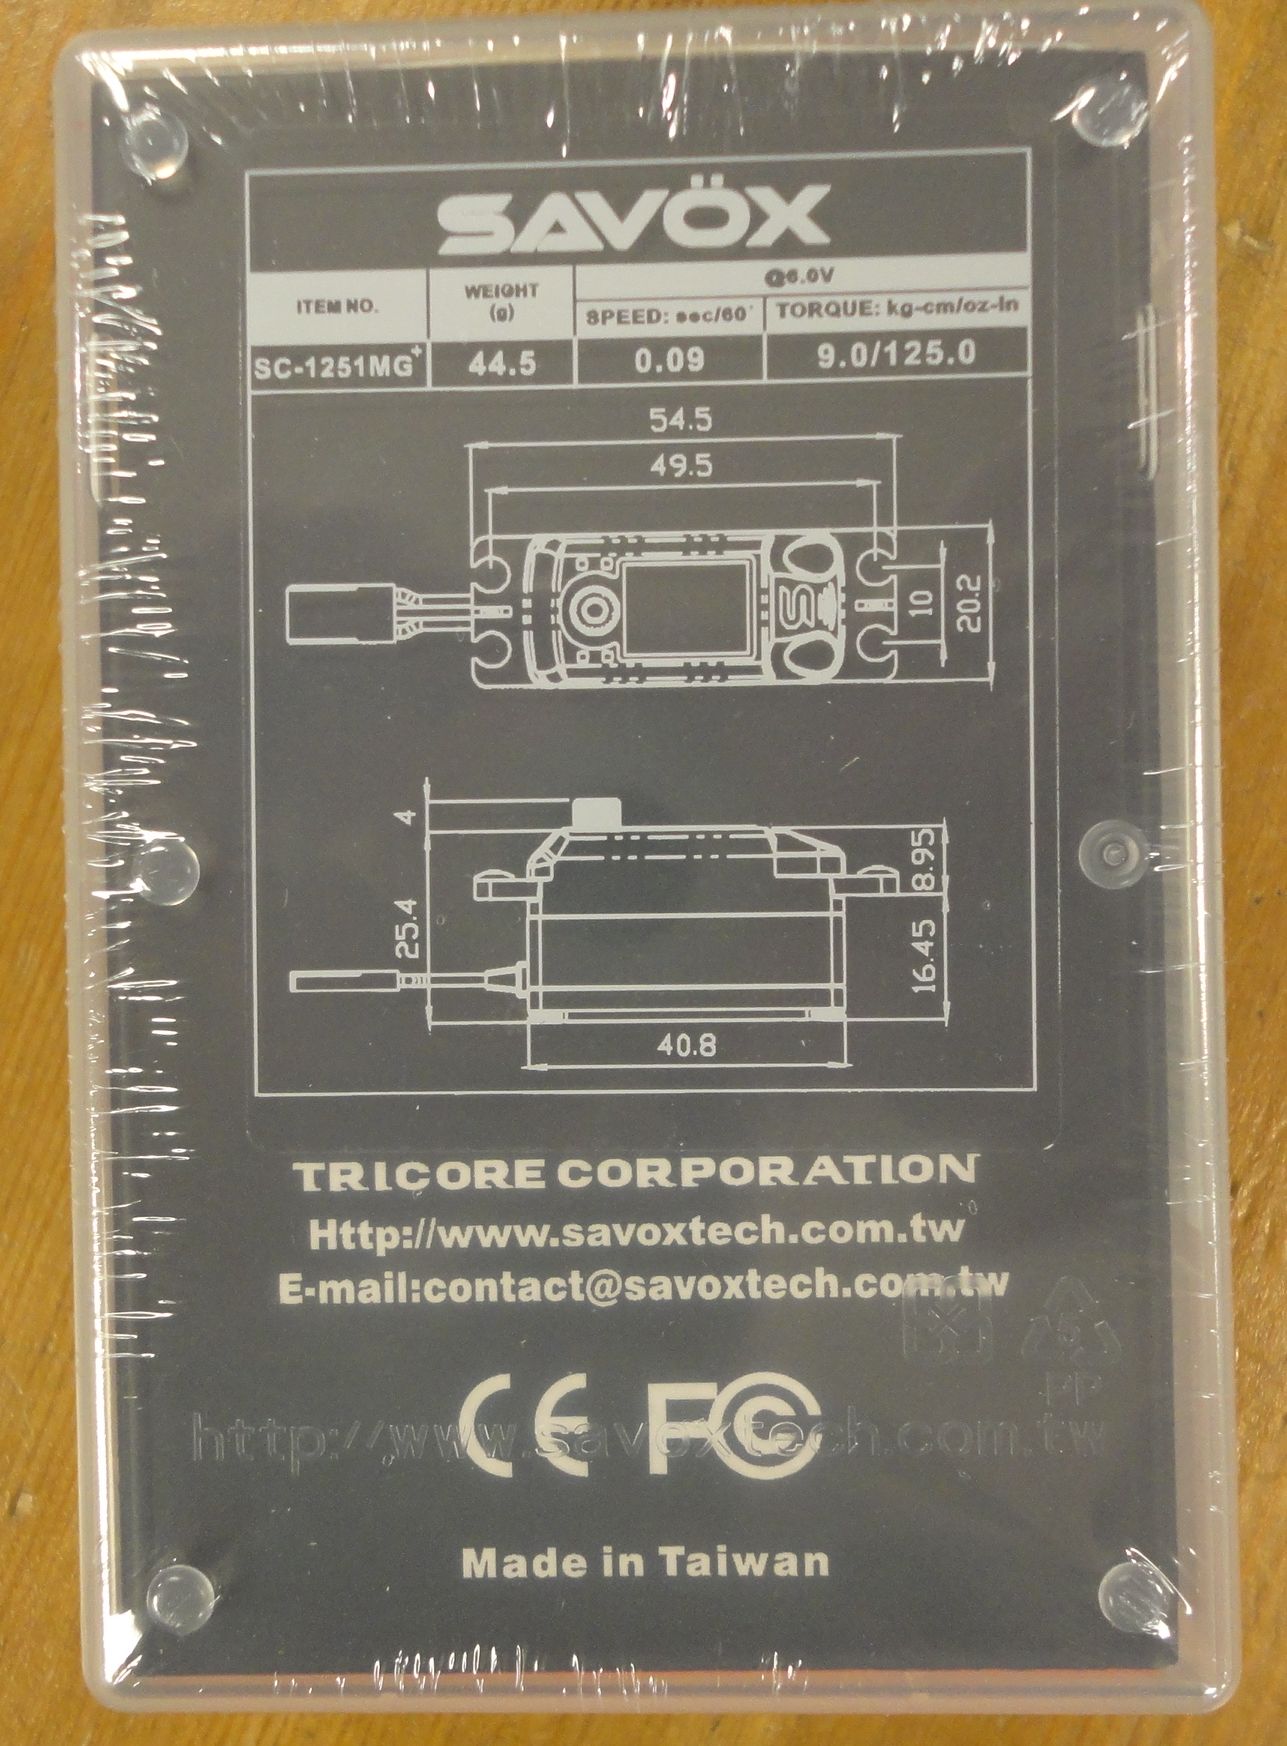 SAVÖX
ITEM NO.
WEIGHT
(g)
@6.0V
SPEED: sec/60°
TORQUE: kg-cm/oz-in
SC-1251MG+
44.5
0.09
9.0/125.0
54.5
49.5
10
20.2
S
4
25.4
8.95
16.45
40.8
TRICORE CORPORATION
Http://www.savoxtech.com.tw
E-mail:contact@savoxtech.com.tw
5
PP
CE FC
http://www.savoxtech.com.tw
Made in Taiwan